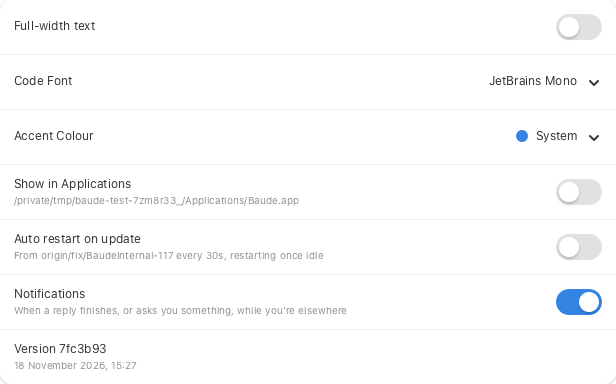 Full-width text
Code Font
JetBrains Mono
Accent Colour
System
Show in Applications
/private/tmp/baude-test-7zm8r33_/Applications/Baude.app
Auto restart on update
From origin/fix/BaudeInternal-117 every 30s, restarting once idle
Notifications
When a reply finishes, or asks you something, while you're elsewhere
Version 7fc3b93
18 November 2026, 15:27